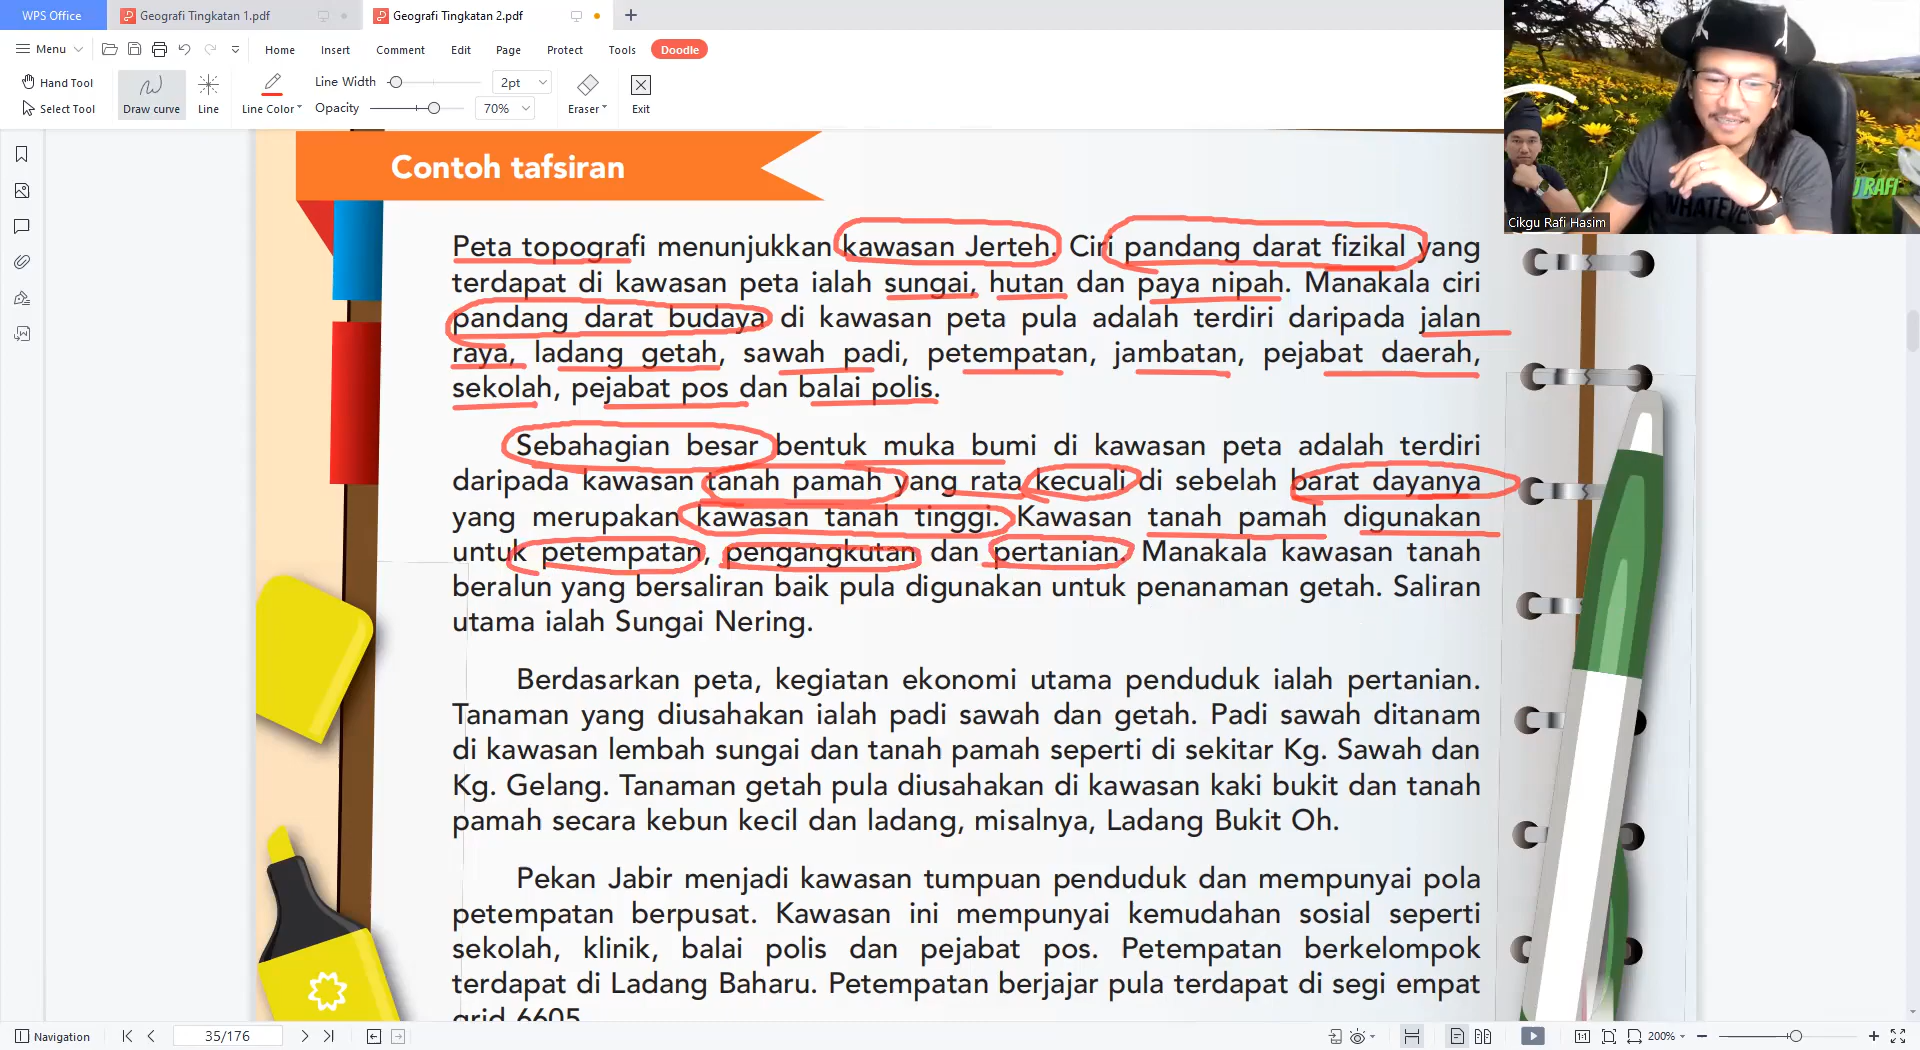 WPS Office
Geografi Tingkatan 1.pdf
Geografi Tingkatan 2.pdf
Menu
Home
Insert
Comment
Edit
Page
Protect
Tools
Doodle
Hand Tool
Select Tool
Draw curve
Line
Line Color
Line Width
2pt
Opacity
70%
Eraser
Exit
WHATEVE
J RAFI
Cikgu Rafi Hasim
Contoh tafsiran
Peta topografi menunjukkan kawasan Jerteh. Ciri pandang darat fizikal yang
terdapat di kawasan peta ialah sungai, hutan dan paya nipah. Manakala ciri
pandang darat budaya di kawasan peta pula adalah terdiri daripada jalan
raya, ladang getah, sawah padi, petempatan, jambatan, pejabat daerah,
sekolah, pejabat pos dan balai polis.
Sebahagian besar bentuk muka bumi di kawasan peta adalah terdiri
daripada kawasan tanah pamah yang rata kecuali di sebelah barat dayanya
yang merupakan kawasan tanah tinggi. Kawasan tanah pamah digunakan
untuk petempatan, pengangkutan dan pertanian. Manakala kawasan tanah
beralun yang bersaliran baik pula digunakan untuk penanaman getah. Saliran
utama ialah Sungai Nering.
Berdasarkan peta, kegiatan ekonomi utama penduduk ialah pertanian.
Tanaman yang diusahakan ialah padi sawah dan getah. Padi sawah ditanam
di kawasan lembah sungai dan tanah pamah seperti di sekitar Kg. Sawah dan
Kg. Gelang. Tanaman getah pula diusahakan di kawasan kaki bukit dan tanah
pamah secara kebun kecil dan ladang, misalnya, Ladang Bukit Oh.
Pekan Jabir menjadi kawasan tumpuan penduduk dan mempunyai pola
petempatan berpusat. Kawasan ini mempunyai kemudahan sosial seperti
sekolah, klinik, balai polis dan pejabat pos. Petempatan berkelompok
terdapat di Ladang Baharu. Petempatan berjajar pula terdapat di segi empat
grid 6605.
Navigation
35/176
200%